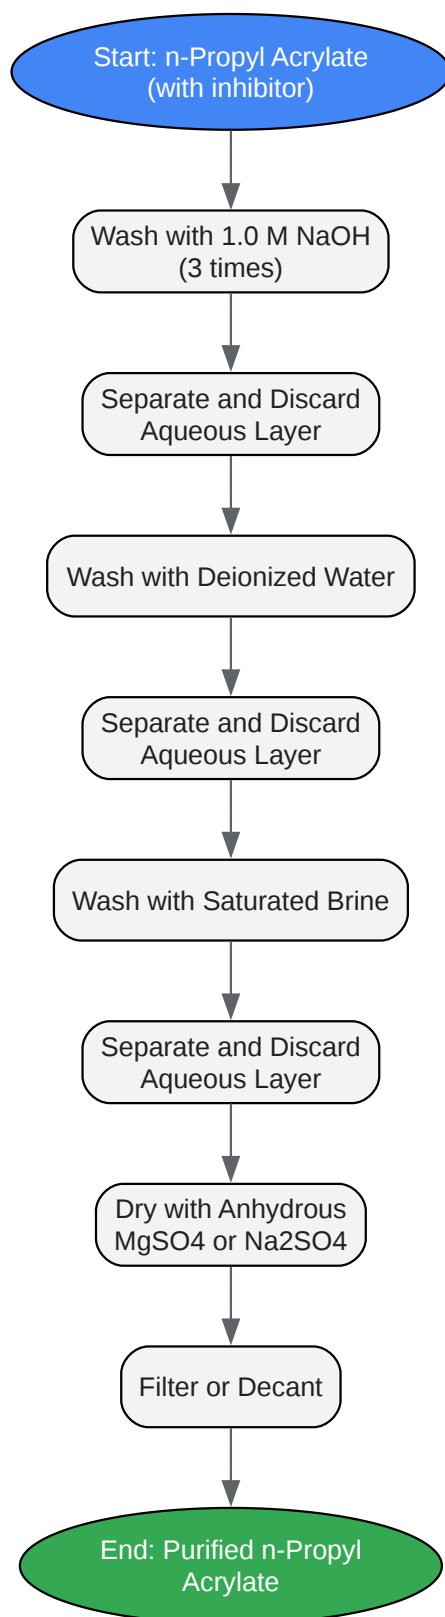 Start: n-Propyl Acrylate
(with inhibitor)
Wash with 1.0 M NaOH
(3 times)
Separate and Discard
Aqueous Layer
Wash with Deionized Water
Separate and Discard
Aqueous Layer
Wash with Saturated Brine
Separate and Discard
Aqueous Layer
Dry with Anhydrous
MgSO4 or Na2SO4
Filter or Decant
End: Purified n-Propyl
Acrylate